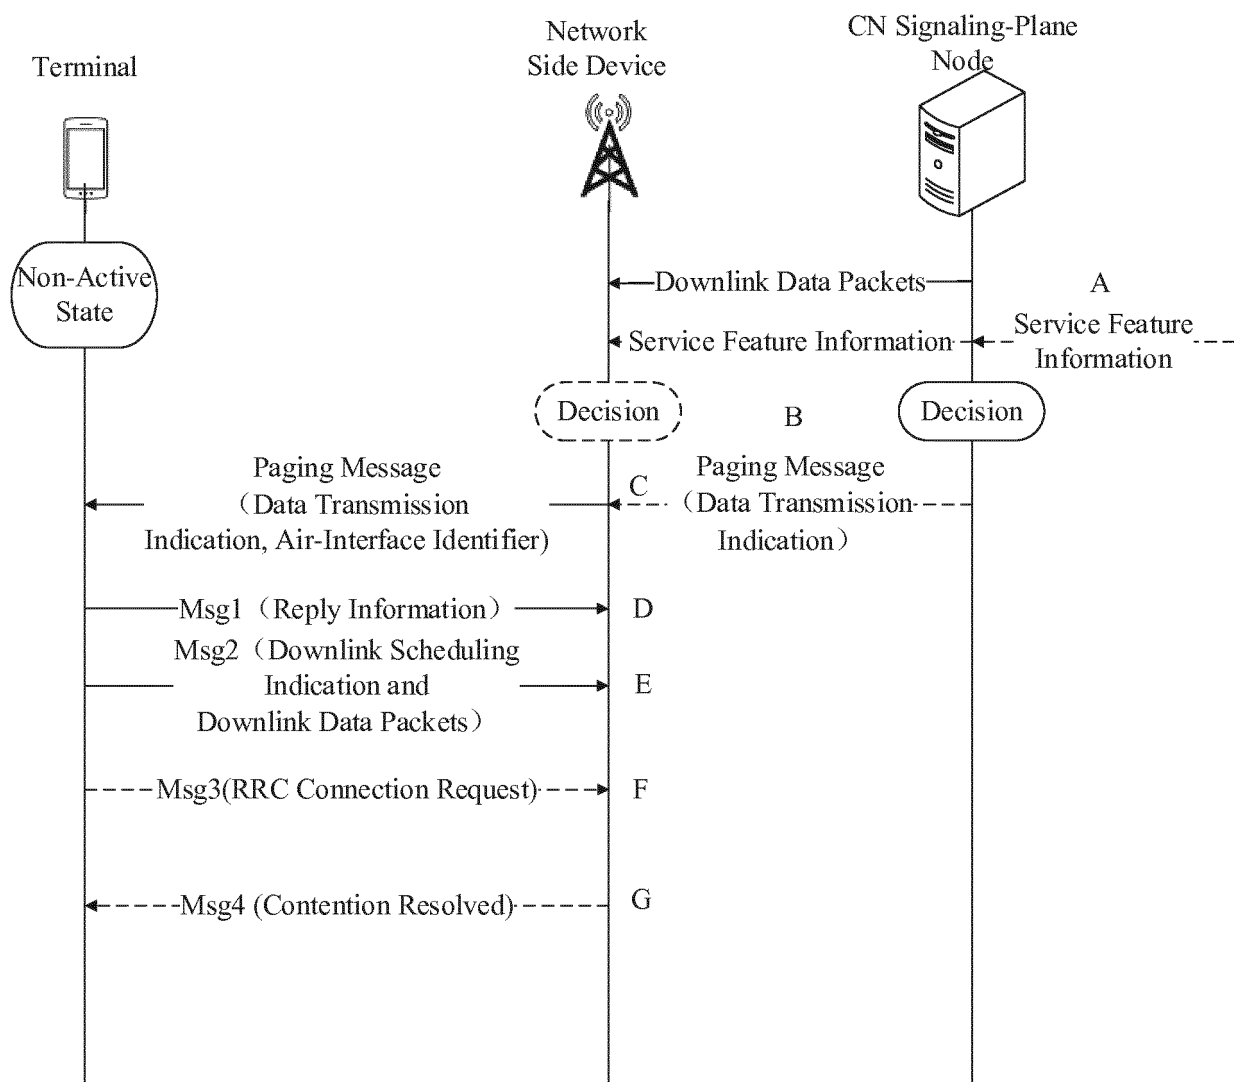 Terminal
Network
Side Device
CN Signaling-Plane
Node
Non-Active
State
Downlink Data Packets
A
Service Feature Information
Service Feature
Information
Decision
B
Decision
Paging Message
（Data Transmission
Indication, Air-Interface Identifier)
C
Paging Message
（Data Transmission
Indication）
Msg1（Reply Information）
D
Msg2（Downlink Scheduling
Indication and
Downlink Data Packets）
E
Msg3(RRC Connection Request)
F
Msg4 (Contention Resolved)
G